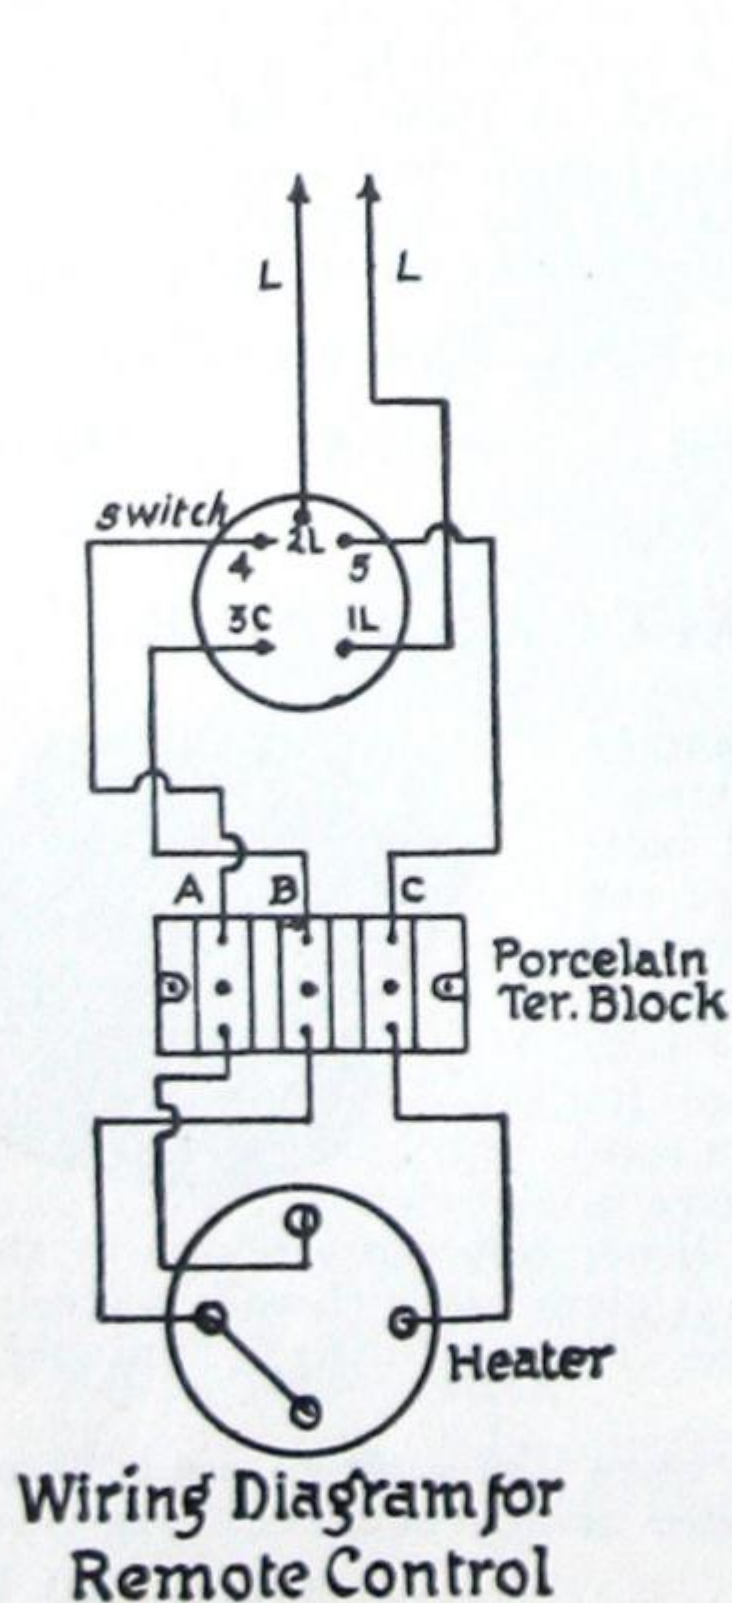 L L
switch
2L
4 5
3C 1L
A B C
Porcelain
Ter. Block
Heater
Wiring Diagram for
Remote Control